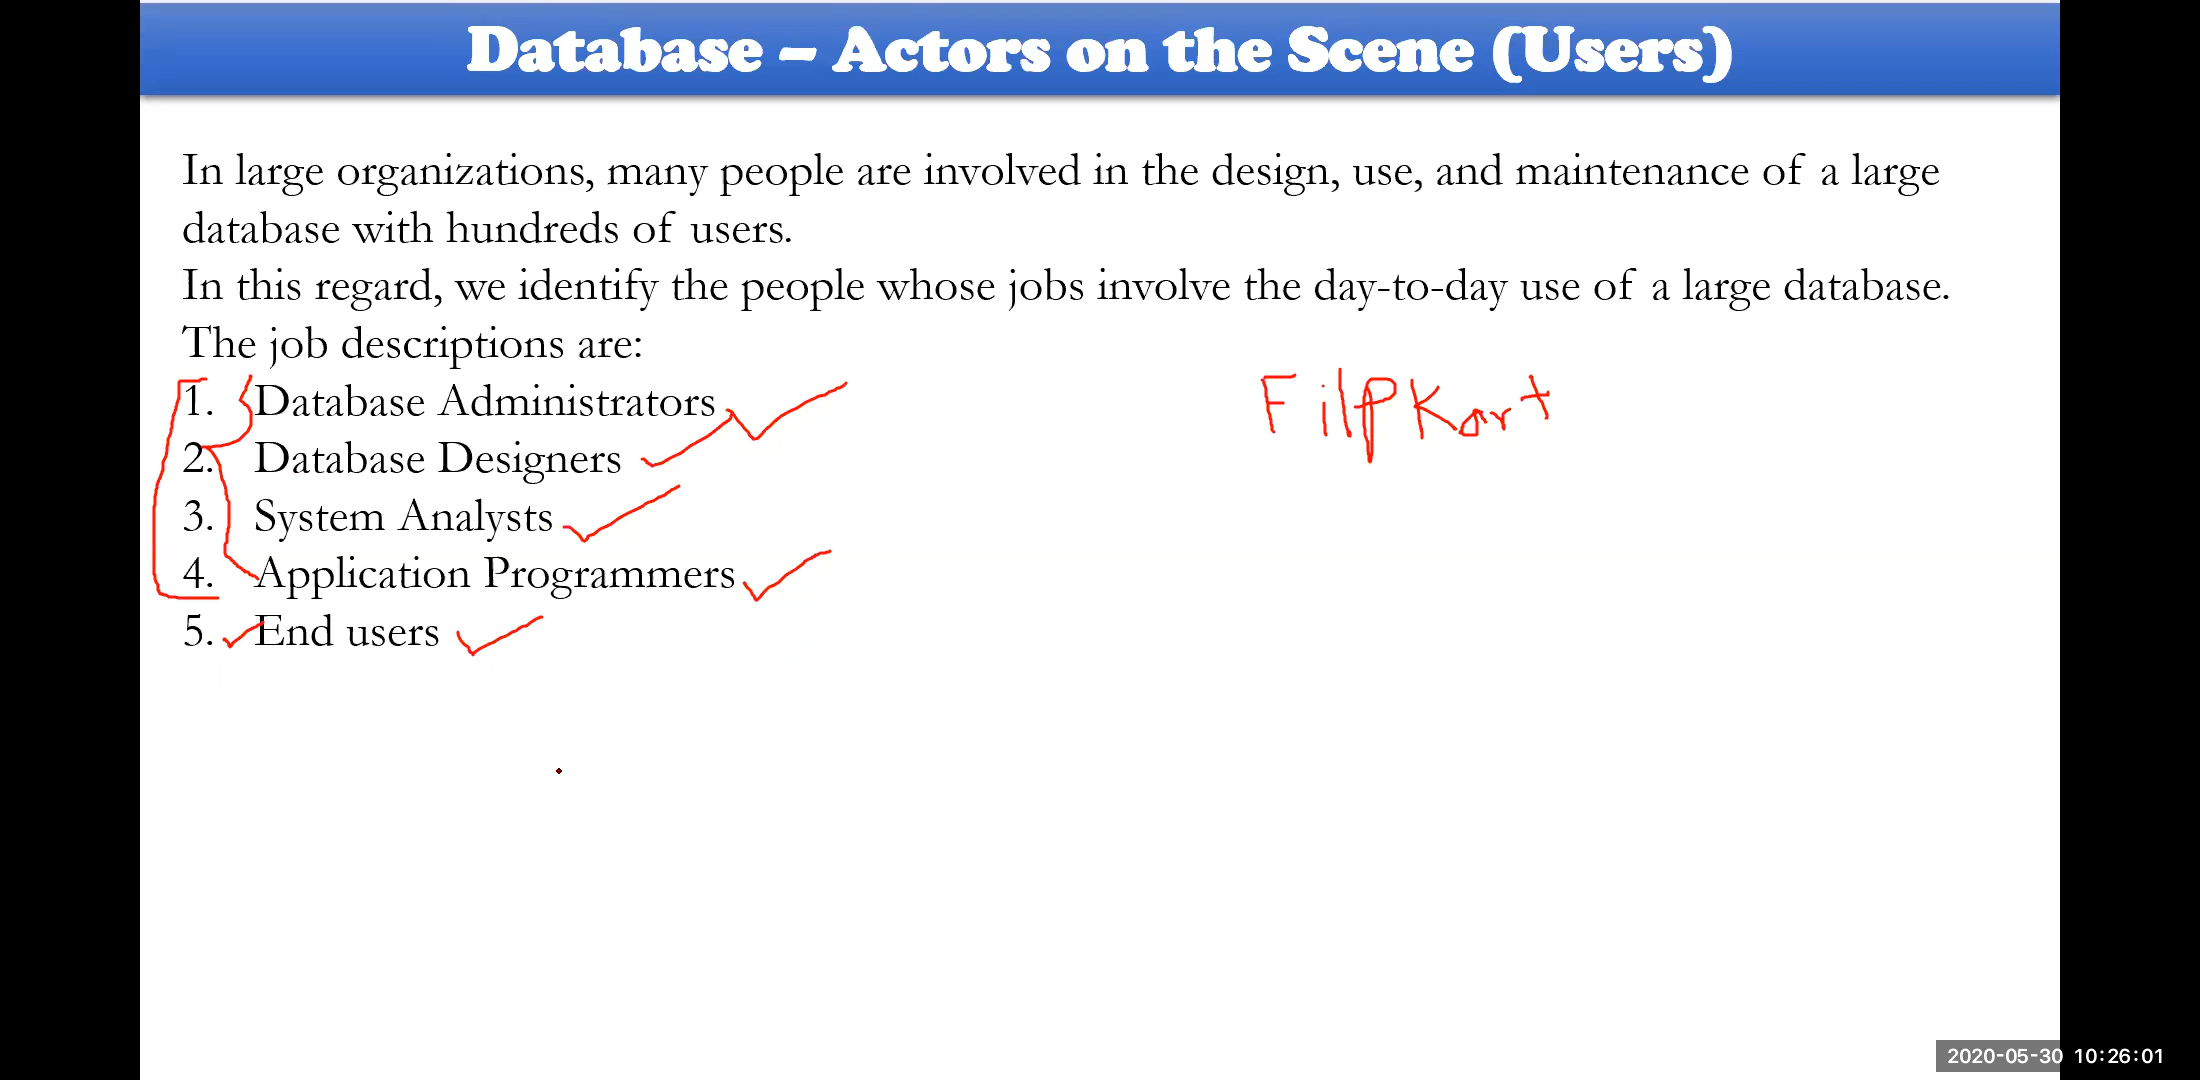 Database – Actors on the Scene (Users)
In large organizations, many people are involved in the design, use, and maintenance of a large
database with hundreds of users.
In this regard, we identify the people whose jobs involve the day-to-day use of a large database.
The job descriptions are:
1. Database Administrators
2. Database Designers
3. System Analysts
4. Application Programmers
5. End users
FilpKart
2020-05-30 10:26:01